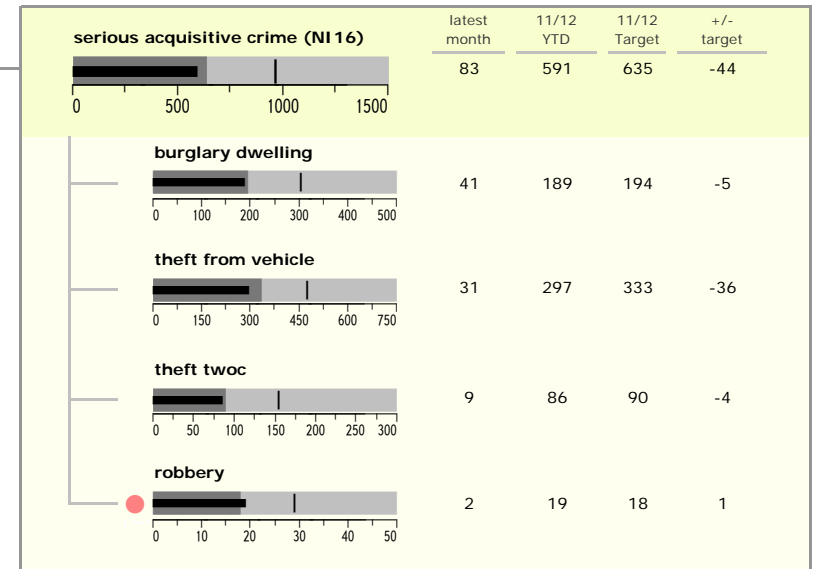 latest 11/12 11/12 +/-
serious acquisitive crime (NI16) month YTD Target target
83 591 635 -44
0 500 1000 1500
burglary dwelling
41 189 194 -5
0 100 200 300 400 500
theft from vehicle
31 297 333 -36
0 150 300 450 600 750
theft twoc
9 86 90 -4
0 50 100 150 200 250 300
robbery
2 19 18 1
0 10 20 30 40 50